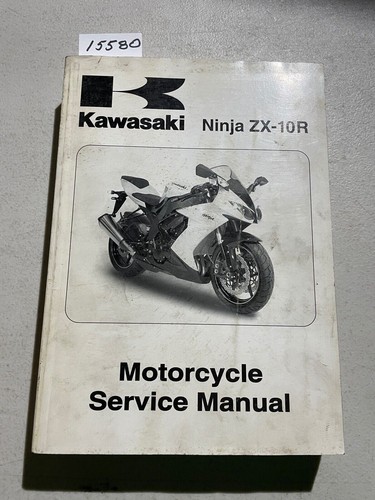 15580
Kawasaki Ninja ZX-10R
Motorcycle
Service Manual